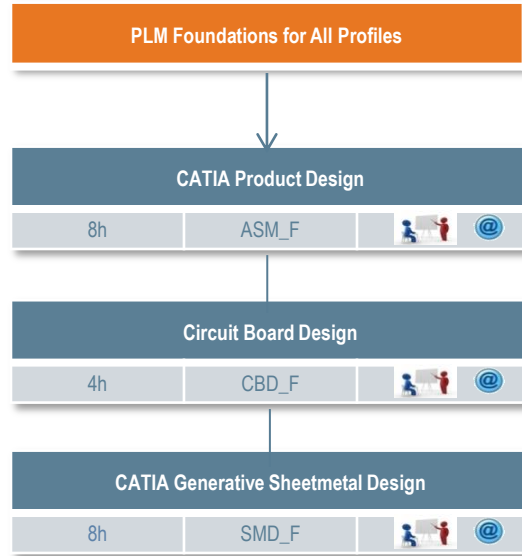 PLM Foundations for All Profiles
CATIA Product Design
8h ASM_F @
Circuit Board Design
4h CBD_F @
CATIA Generative Sheetmetal Design
8h SMD_F @